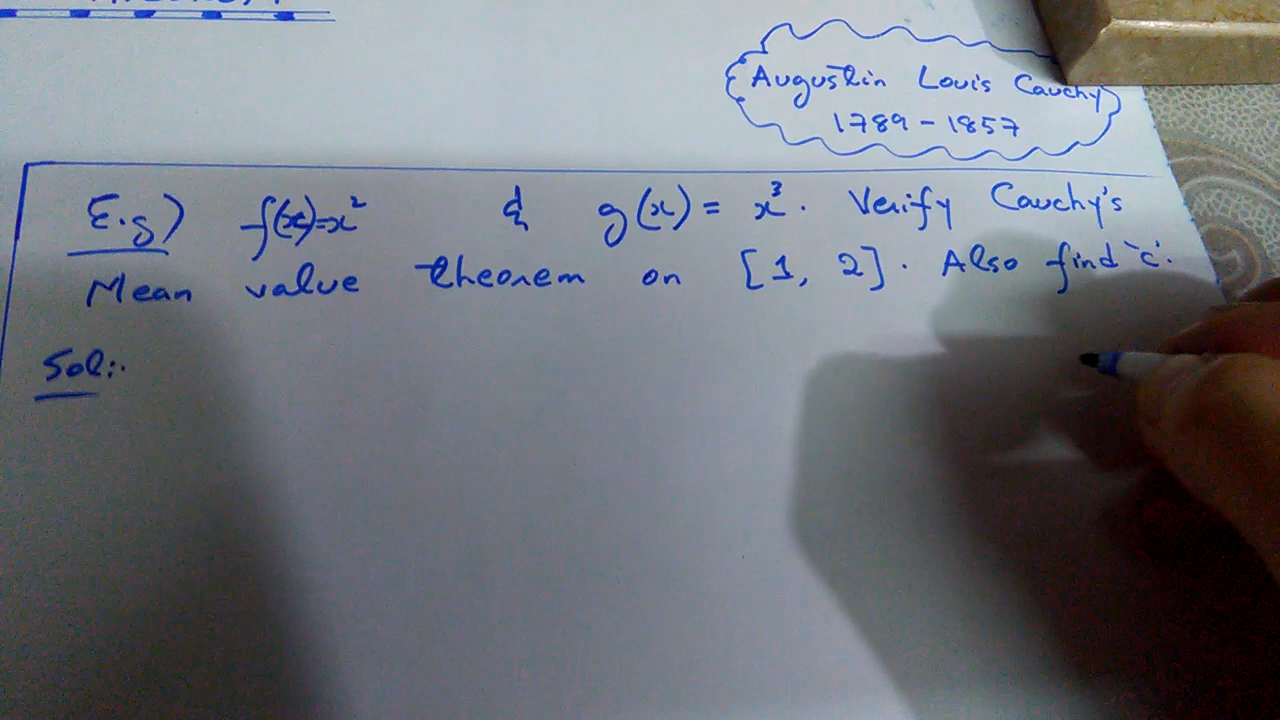 Augustin Louis Cauchy
1789 - 1857
E.g) f(x)=x² & g(x) = x³. Verify Cauchy's
Mean value theorem on [1, 2]. Also find 'c'.
Sol:.